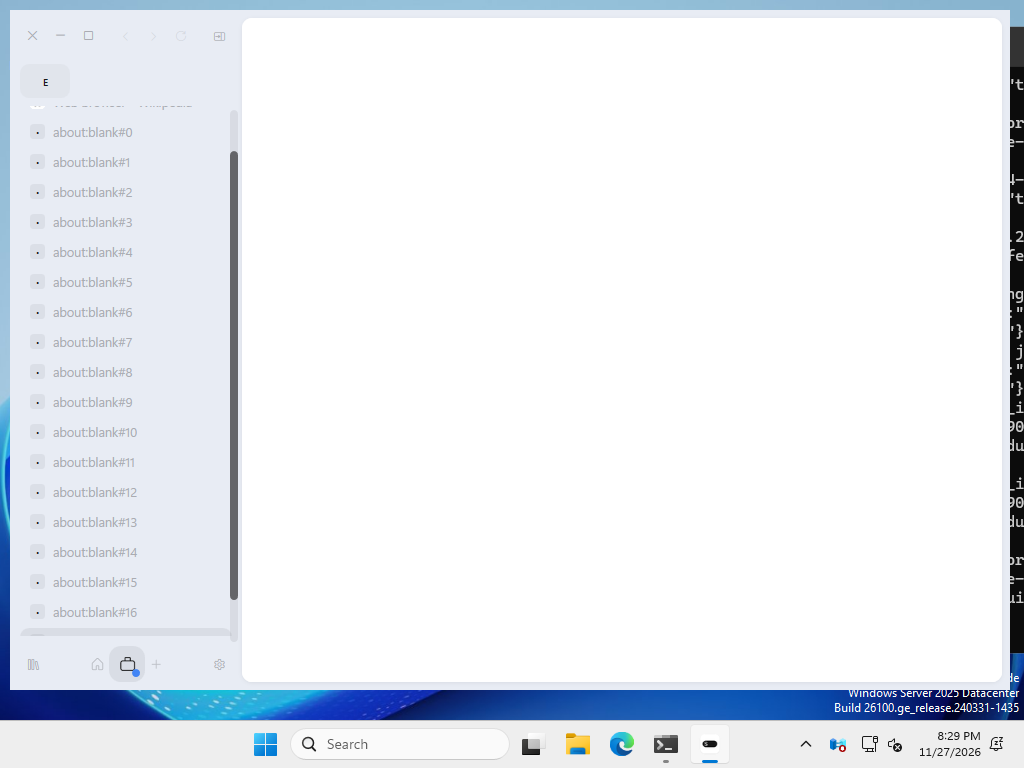 E
about:blank#0
about:blank#1
about:blank#2
about:blank#3
about:blank#4
about:blank#5
about:blank#6
about:blank#7
about:blank#8
about:blank#9
about:blank#10
about:blank#11
about:blank#12
about:blank#13
about:blank#14
about:blank#15
about:blank#16
Windows Server 2025 Datacenter
Build 26100.ge_release.240331-1435
Search
8:29 PM
11/27/2026